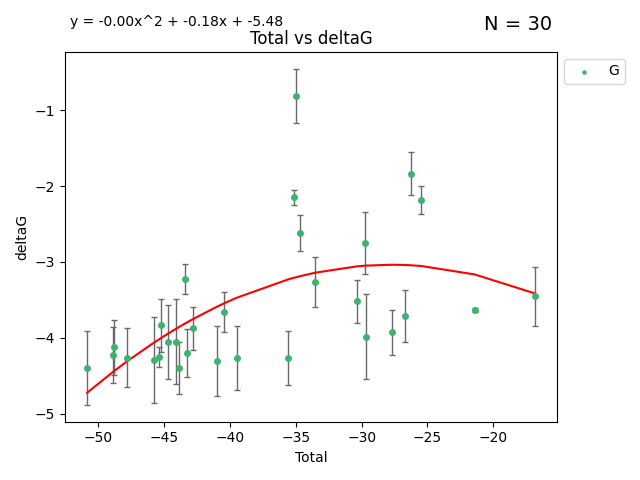 y = -0.00x^2 + -0.18x + -5.48
N = 30
Total vs deltaG
G
−1
−2
−3
−4
−5
deltaG
−50 −45 −40 −35 −30 −25 −20
Total